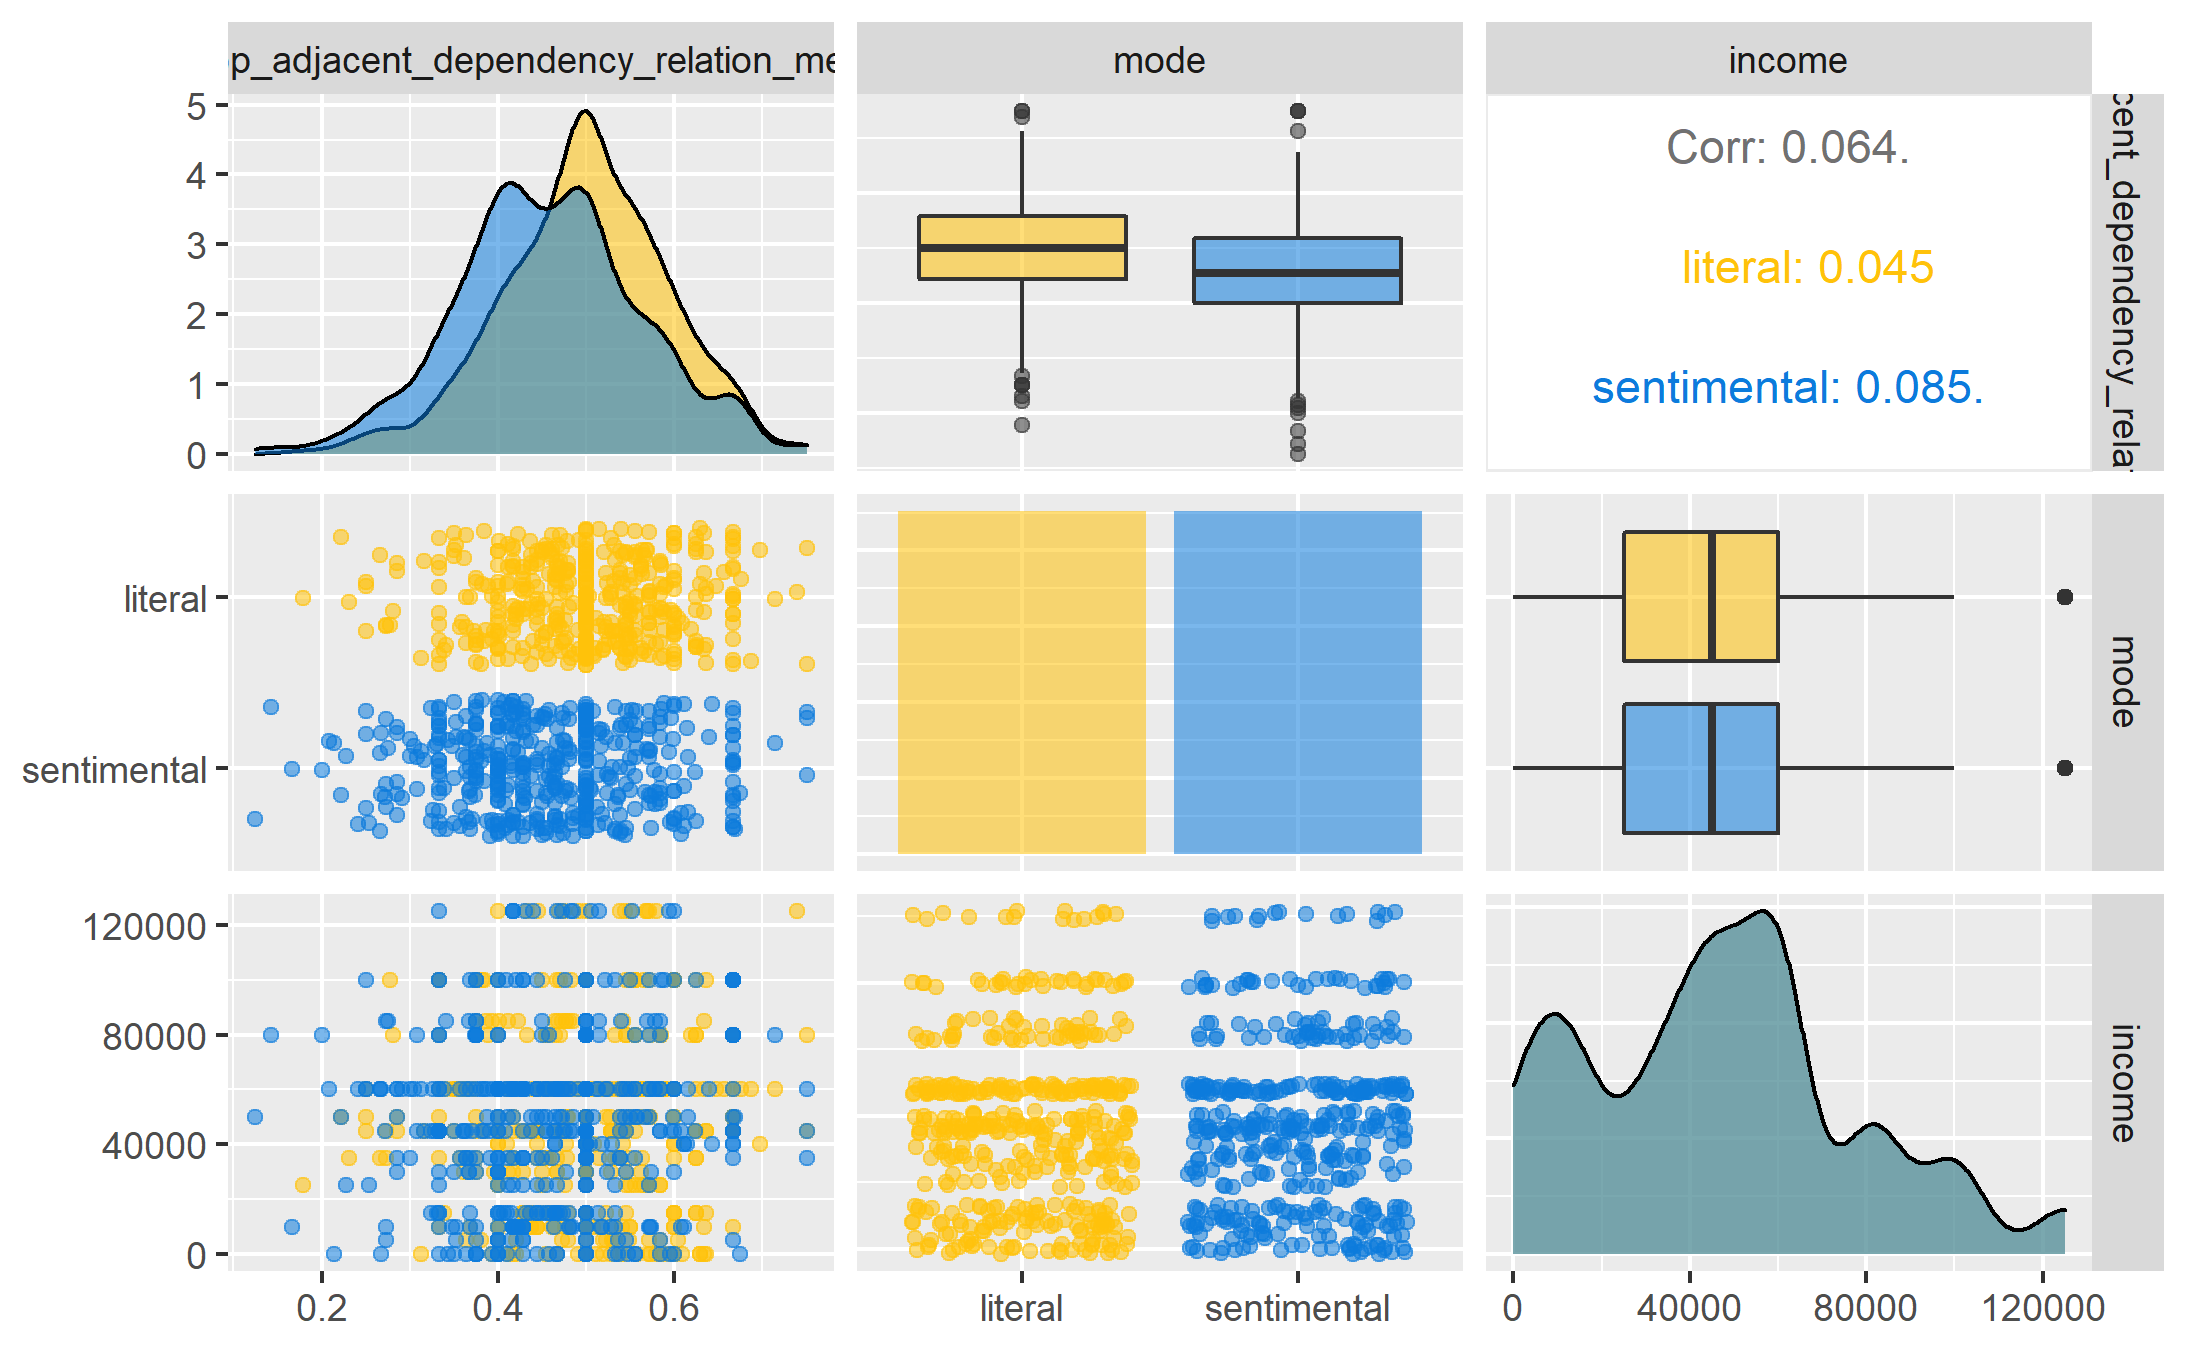 p_adjacent_dependency_relation_me
mode
income
5
4
3
2
1
0
Corr: 0.064.
literal: 0.045
sentimental: 0.085.
cent_dependency_rela
literal
sentimental
mode
120000
80000
40000
0
income
0.2 0.4 0.6
literal sentimental
0 40000 80000 120000